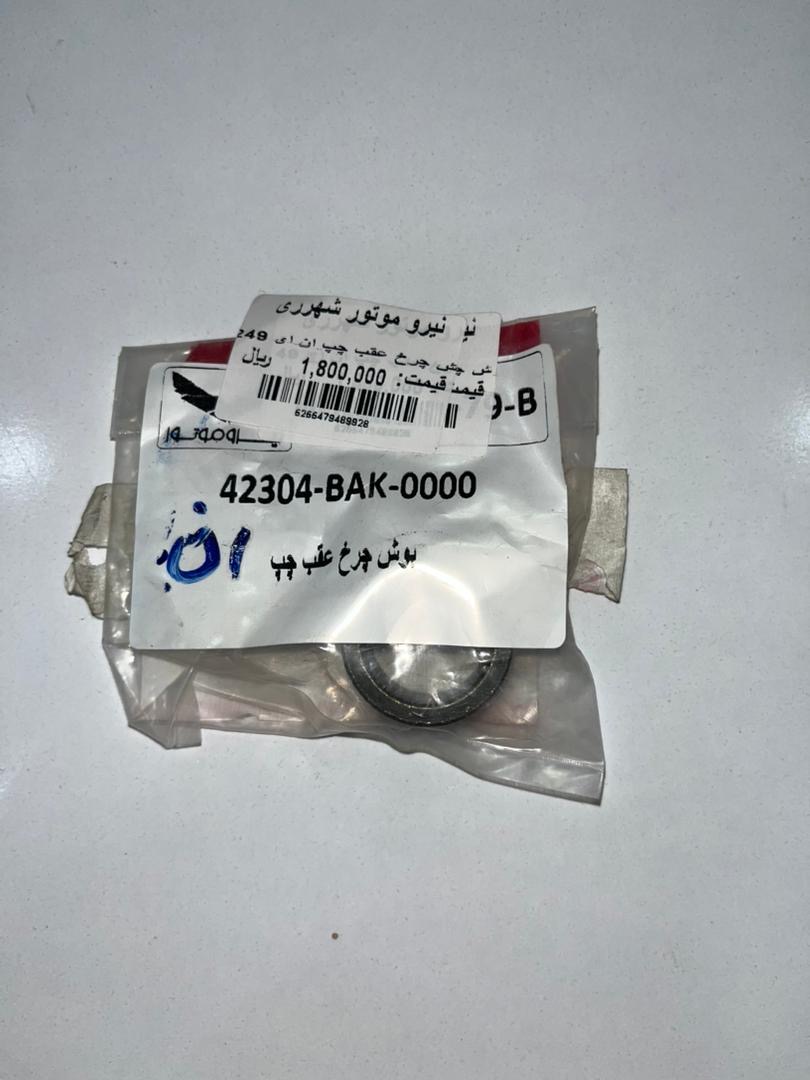 نیرو موتور شهرری
چرخ عقب چپ ان ای 249
قیمت: 1,800,000 ریال
6266479489928
9-B
نیروموتور
42304-BAK-0000
بوش چرخ عقب چپ